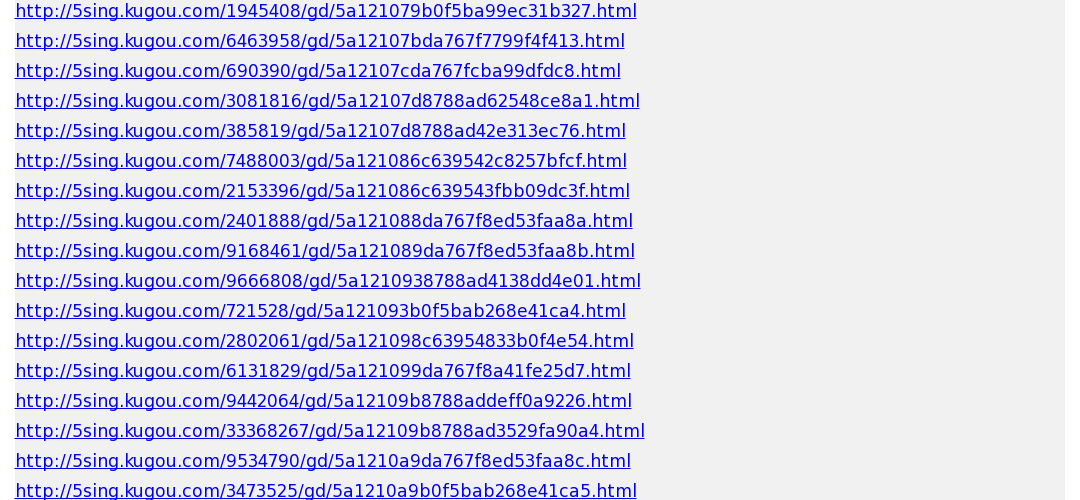 http://5sing.kugou.com/1945408/gd/5a121079b0f5ba99ec31b327.html
http://5sing.kugou.com/6463958/gd/5a12107bda767f7799f4f413.html
http://5sing.kugou.com/690390/gd/5a12107cda767fcba99dfdc8.html
http://5sing.kugou.com/3081816/gd/5a12107d8788ad62548ce8a1.html
http://5sing.kugou.com/385819/gd/5a12107d8788ad42e313ec76.html
http://5sing.kugou.com/7488003/gd/5a121086c639542c8257bfcf.html
http://5sing.kugou.com/2153396/gd/5a121086c639543fbb09dc3f.html
http://5sing.kugou.com/2401888/gd/5a121088da767f8ed53faa8a.html
http://5sing.kugou.com/9168461/gd/5a121089da767f8ed53faa8b.html
http://5sing.kugou.com/9666808/gd/5a1210938788ad4138dd4e01.html
http://5sing.kugou.com/721528/gd/5a121093b0f5bab268e41ca4.html
http://5sing.kugou.com/2802061/gd/5a121098c63954833b0f4e54.html
http://5sing.kugou.com/6131829/gd/5a121099da767f8a41fe25d7.html
http://5sing.kugou.com/9442064/gd/5a12109b8788addeff0a9226.html
http://5sing.kugou.com/33368267/gd/5a12109b8788ad3529fa90a4.html
http://5sing.kugou.com/9534790/gd/5a1210a9da767f8ed53faa8c.html
http://5sing.kugou.com/3473525/gd/5a1210a9b0f5bab268e41ca5.html